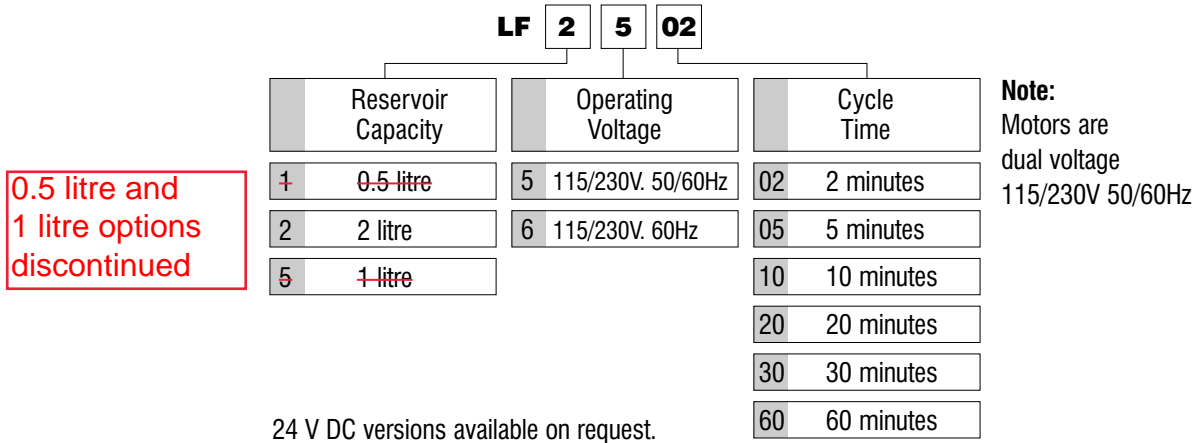 LF 2 5 02
Reservoir
Capacity
1 0.5 litre
2 2 litre
5 1 litre
Operating
Voltage
5 115/230V. 50/60Hz
6 115/230V. 60Hz
Cycle
Time
02 2 minutes
05 5 minutes
10 10 minutes
20 20 minutes
30 30 minutes
60 60 minutes
Note:
Motors are
dual voltage
115/230V 50/60Hz
0.5 litre and
1 litre options
discontinued
24 V DC versions available on request.